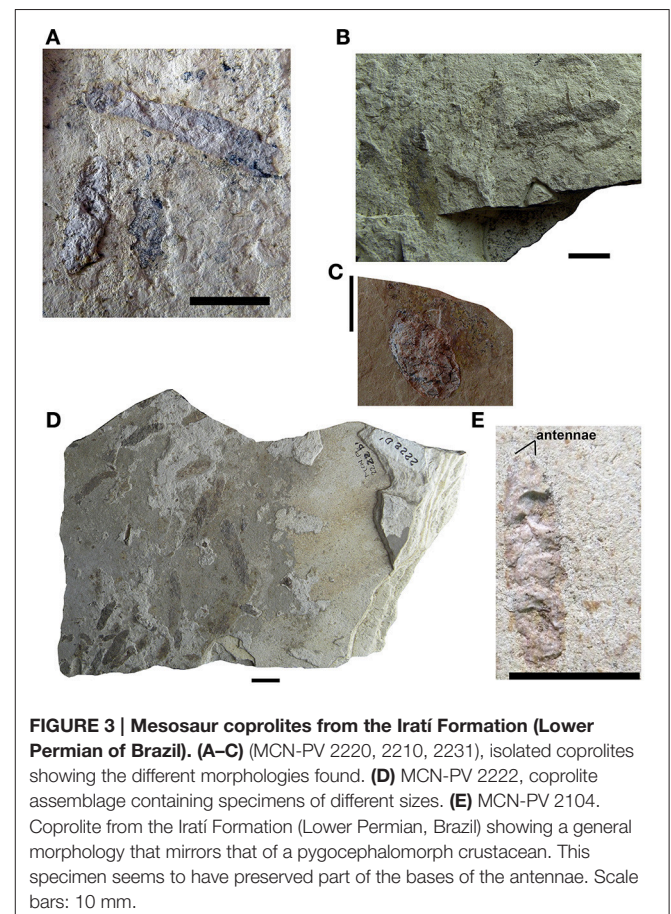 A
B
C
D
MCN P.V
2222 D'
2222 D'
E
antennae
FIGURE 3 | Mesosaur coprolites from the Iratí Formation (Lower
Permian of Brazil). (A–C) (MCN-PV 2220, 2210, 2231), isolated coprolites
showing the different morphologies found. (D) MCN-PV 2222, coprolite
assemblage containing specimens of different sizes. (E) MCN-PV 2104.
Coprolite from the Iratí Formation (Lower Permian, Brazil) showing a general
morphology that mirrors that of a pygocephalomorph crustacean. This
specimen seems to have preserved part of the bases of the antennae. Scale
bars: 10 mm.